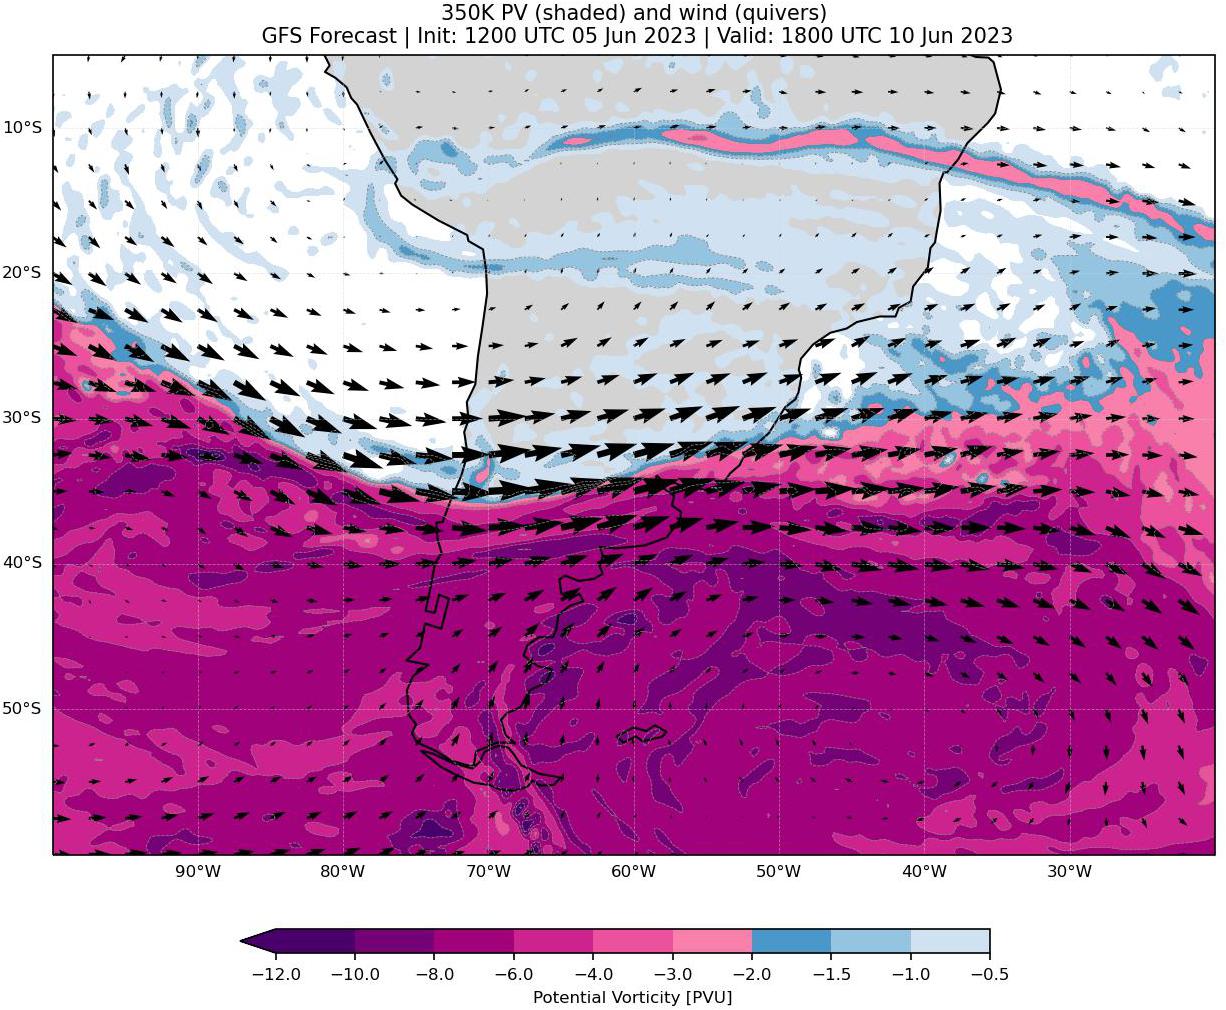 350K PV (shaded) and wind (quivers)
GFS Forecast | Init: 1200 UTC 05 Jun 2023 | Valid: 1800 UTC 10 Jun 2023
10°S
20°S
30°S
40°S
50°S
90°W 80°W 70°W 60°W 50°W 40°W 30°W
−12.0 −10.0 −8.0 −6.0 −4.0 −3.0 −2.0 −1.5 −1.0 −0.5
Potential Vorticity [PVU]